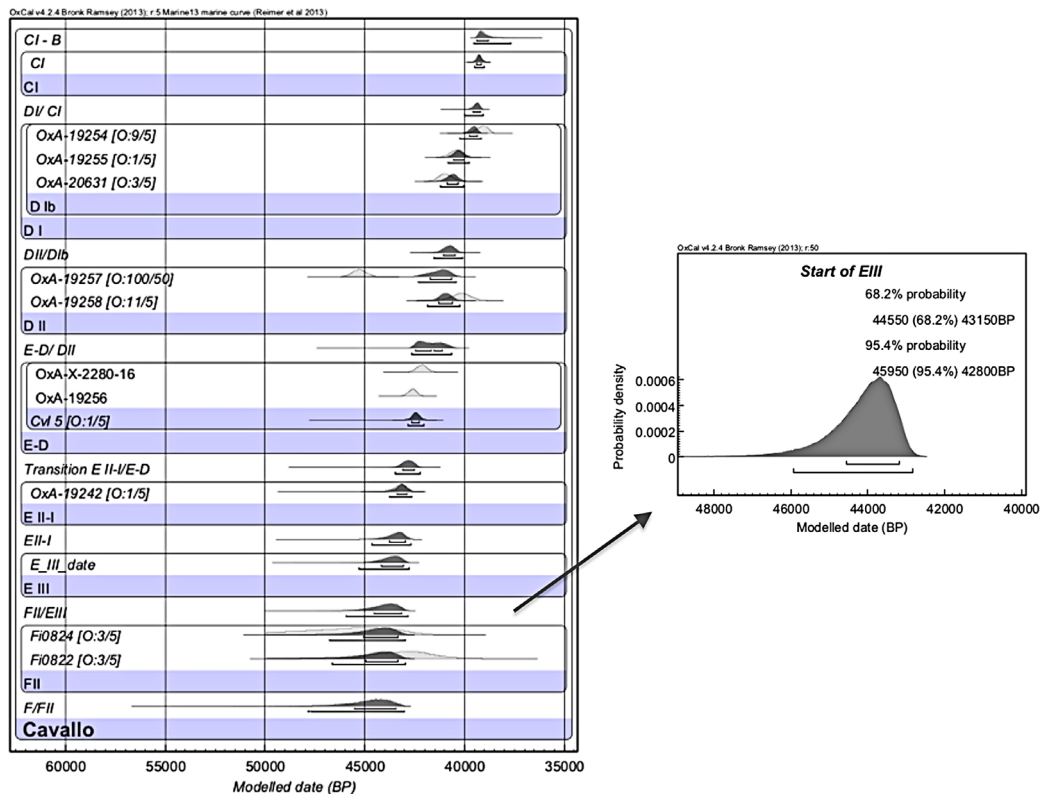 OxCal v4.2.4 Bronk Ramsey (2013); r:5 Marine13 marine curve (Reimer et al 2013)
CI - B
CI
CI
DI/ CI
OxA-19254 [O:9/5]
OxA-19255 [O:1/5]
OxA-20631 [O:3/5]
D Ib
D I
DII/DIb
OxA-19257 [O:100/50]
OxA-19258 [O:11/5]
D II
E-D/ DII
OxA-X-2280-16
OxA-19256
Cvl 5 [O:1/5]
E-D
Transition E II-I/E-D
OxA-19242 [O:1/5]
E II-I
EII-I
E_III_date
E III
FII/EIII
Fi0824 [O:3/5]
Fi0822 [O:3/5]
FII
F/FII
Cavallo
60000 55000 50000 45000 40000 35000
Modelled date (BP)
OxCal v4.2.4 Bronk Ramsey (2013); r:50
Start of EIII
68.2% probability
44550 (68.2%) 43150BP
95.4% probability
45950 (95.4%) 42800BP
Probability density
0.0006
0.0004
0.0002
0
48000 46000 44000 42000 40000
Modelled date (BP)